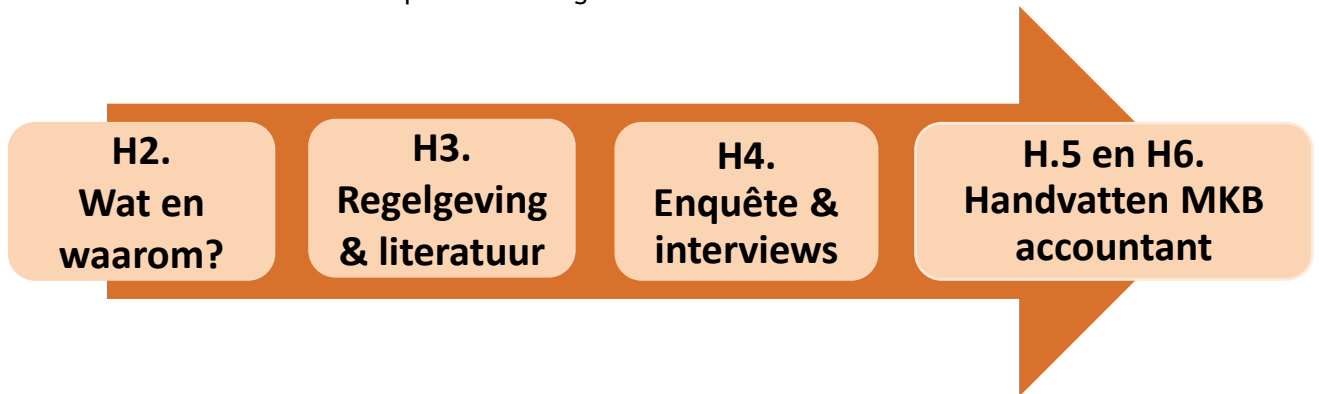 H2.
Wat en
waarom?
H3.
Regelgeving
& literatuur
H4.
Enquête &
interviews
H.5 en H6.
Handvatten MKB
accountant